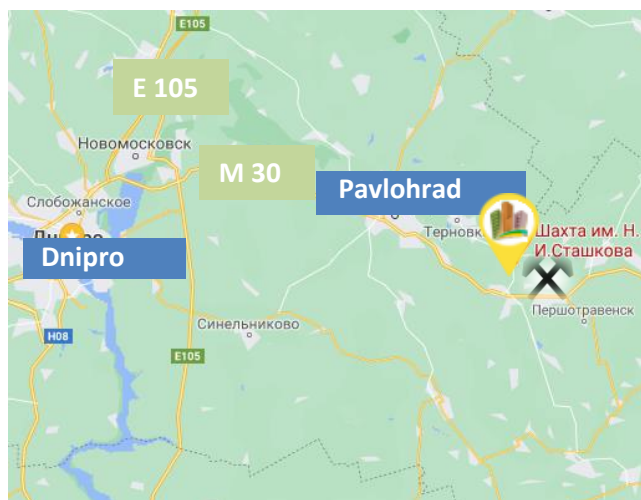 E105
E 105
Новомосковск
M 30
Pavlohrad
Слобожанское
Терновк
Шахта им. Н.
И.Сташкова
Dnipro
Першотравенск
Синельниково
H08
E105